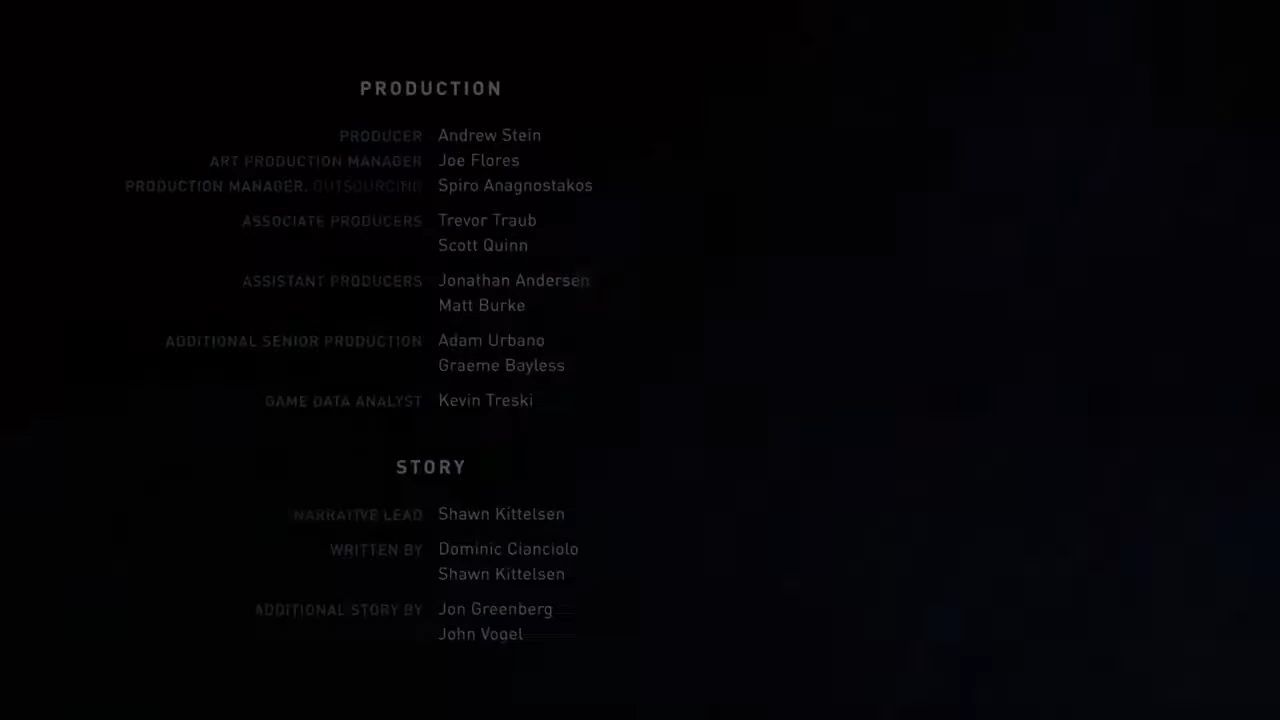 PRODUCTION
PRODUCER Andrew Stein
ART PRODUCTION MANAGER Joe Flores
PRODUCTION MANAGER, OUTSOURCING Spiro Anagnostakos
ASSOCIATE PRODUCERS Trevor Traub
Scott Quinn
ASSISTANT PRODUCERS Jonathan Andersen
Matt Burke
ADDITIONAL SENIOR PRODUCTION Adam Urbano
Graeme Bayless
GAME DATA ANALYST Kevin Treski
STORY
NARRATIVE LEAD Shawn Kittelsen
WRITTEN BY Dominic Cianciolo
Shawn Kittelsen
ADDITIONAL STORY BY Jon Greenberg
John Vogel